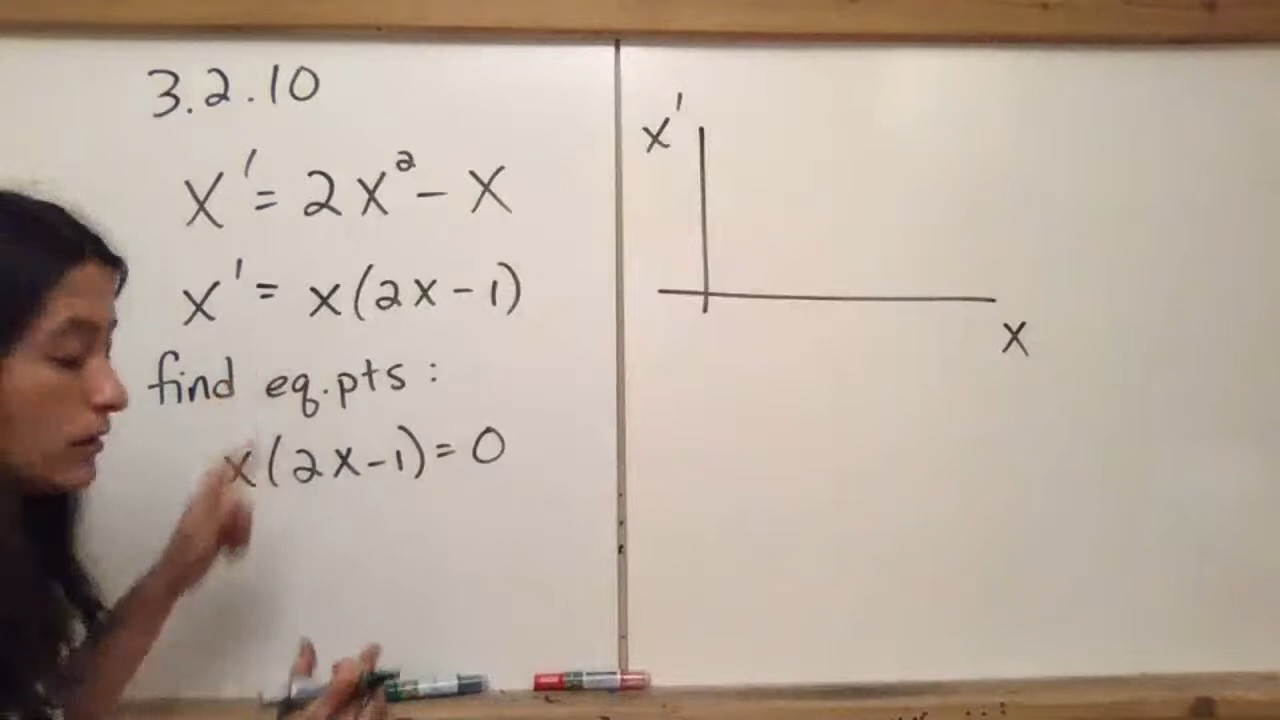 3.2.10
x' = 2x² - x
x' = x(2x-1)
find eq.pts :
x(2x-1)=0
x'
x